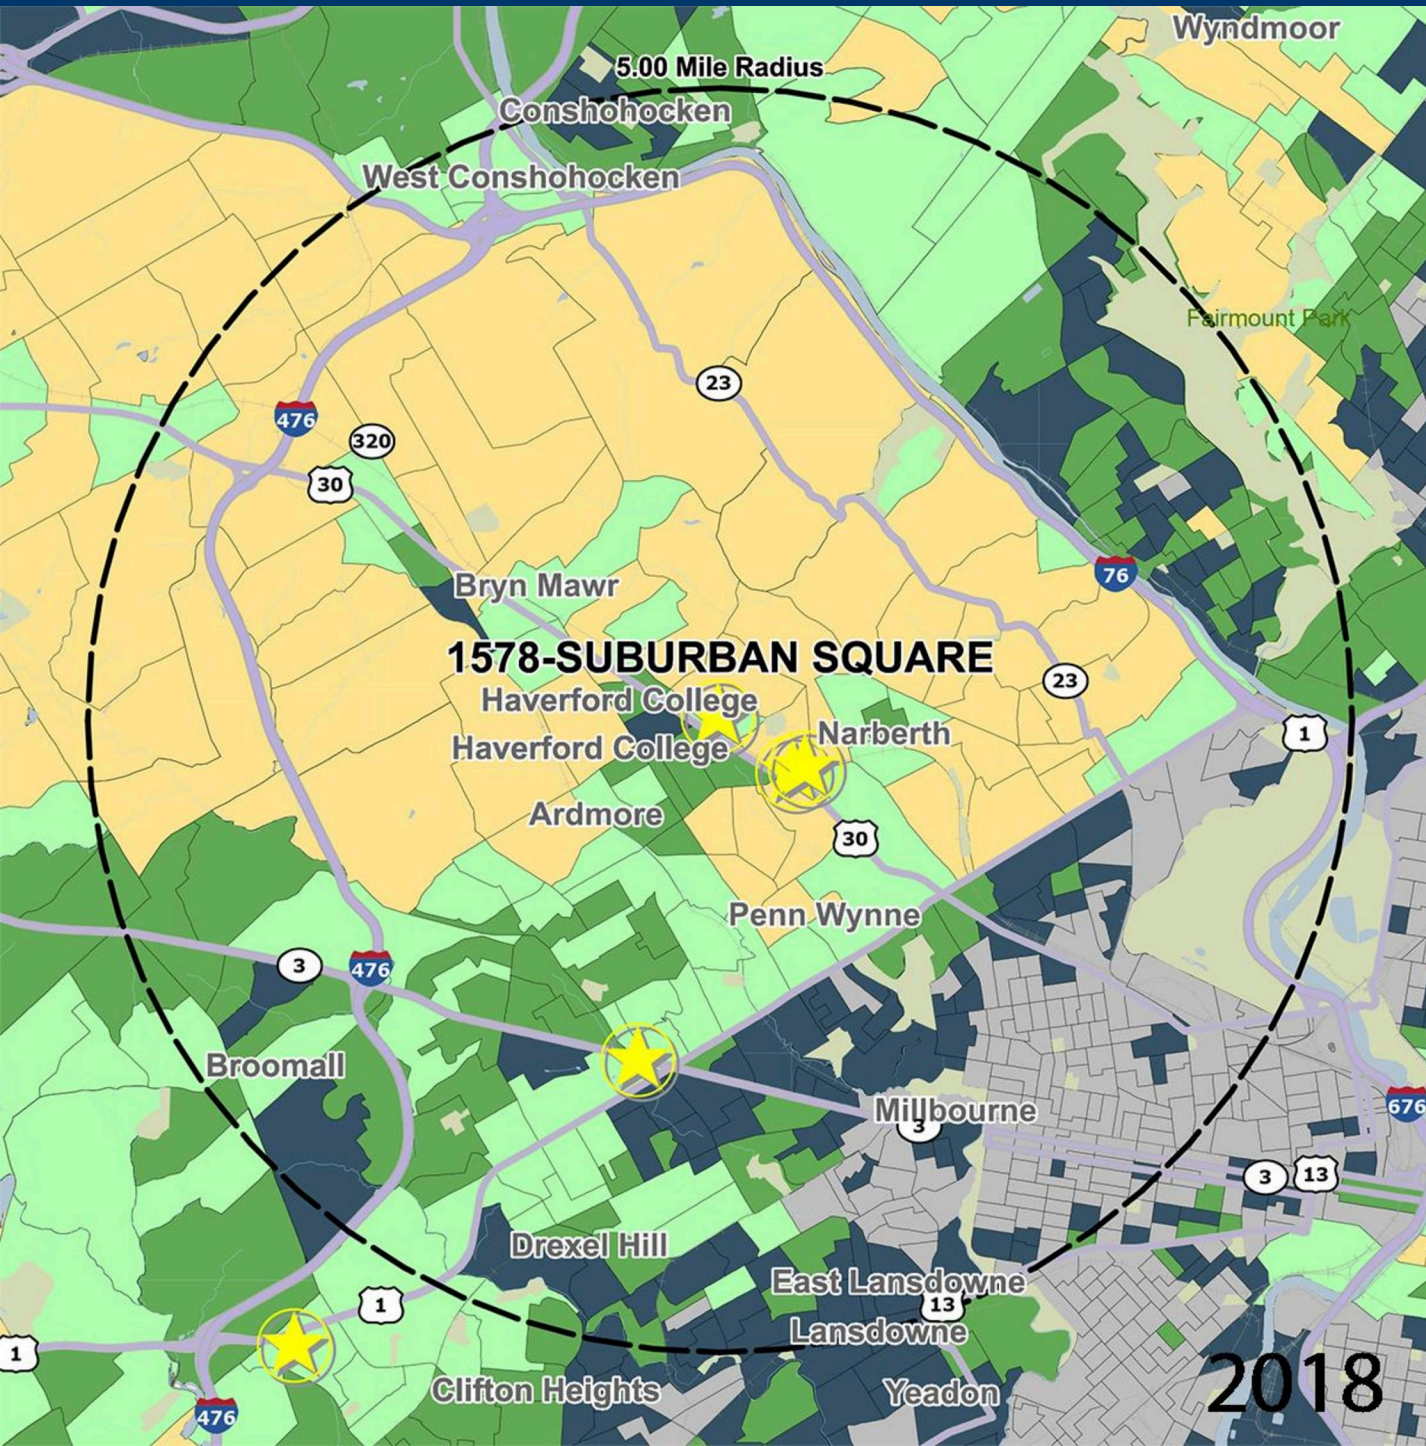 Wyndmoor
5.00 Mile Radius
Conshohocken
West Conshohocken
Fairmount Park
23
476
320
30
76
Bryn Mawr
1578-SUBURBAN SQUARE
23
Haverford College
Narberth
1
Haverford College
Ardmore
30
Penn Wynne
3
476
Broomall
Millbourne
3
676
3
13
Drexel Hill
East Lansdowne
1
13
Lansdowne
1
Clifton Heights
Yeadon
2018
476